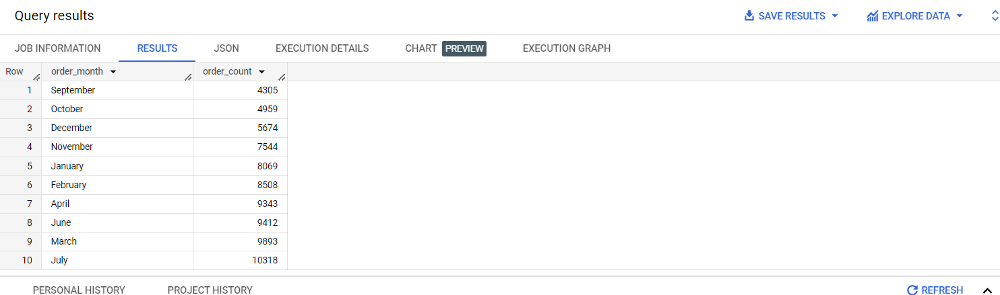 Query results SAVE RESULTS EXPLORE DATA
JOB INFORMATION RESULTS JSON EXECUTION DETAILS CHART PREVIEW EXECUTION GRAPH
Row order_month order_count
1 September 4305
2 October 4959
3 December 5674
4 November 7544
5 January 8069
6 February 8508
7 April 9343
8 June 9412
9 March 9893
10 July 10318
PERSONAL HISTORY PROJECT HISTORY REFRESH